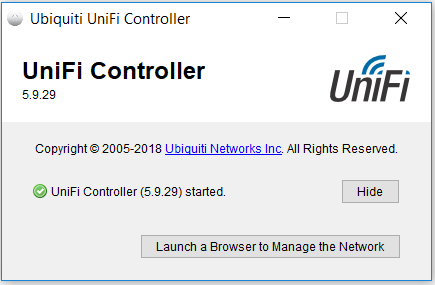 Ubiquiti UniFi Controller
UniFi Controller
5.9.29
UniFi
Copyright © 2005-2018 Ubiquiti Networks Inc. All Rights Reserved.
UniFi Controller (5.9.29) started.
Hide
Launch a Browser to Manage the Network